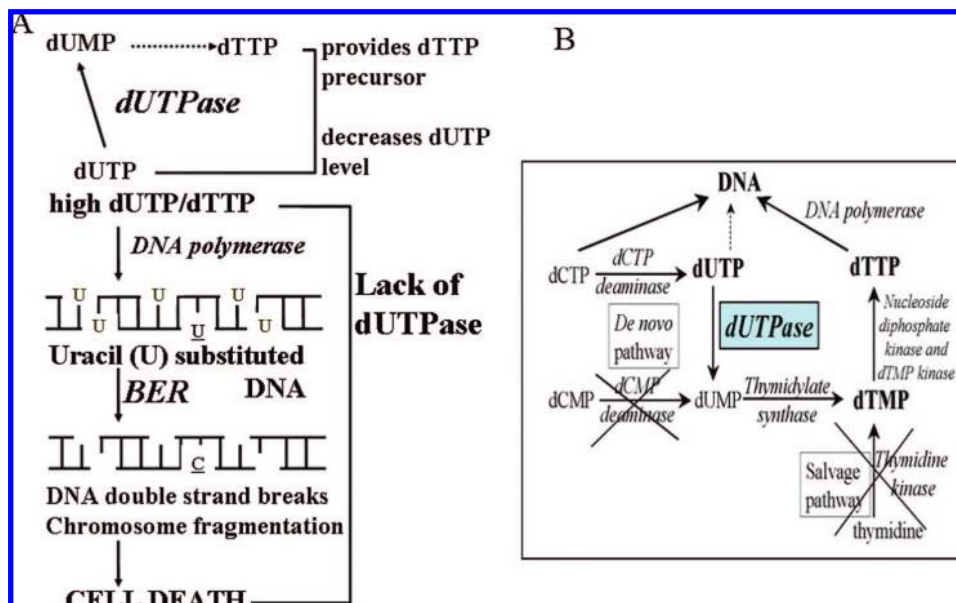 A
dUMP
dTTP
provides dTTP
precursor
dUTPase
decreases dUTP
level
dUTP
high dUTP/dTTP
DNA polymerase
Lack of
dUTPase
U
U
U
U
U
U
Uracil (U) substituted
DNA
BER
C
DNA double strand breaks
Chromosome fragmentation
CELL DEATH
B
DNA
DNA polymerase
dCTP
dCTP
deaminase
dUTP
dTTP
De novo
pathway
dUTPase
Nucleoside
diphosphate
kinase and
dTMP kinase
dCMP
dCMP
deaminase
dUMP
Thymidylate
synthase
dTMP
Salvage
pathway
Thymidine
kinase
thymidine